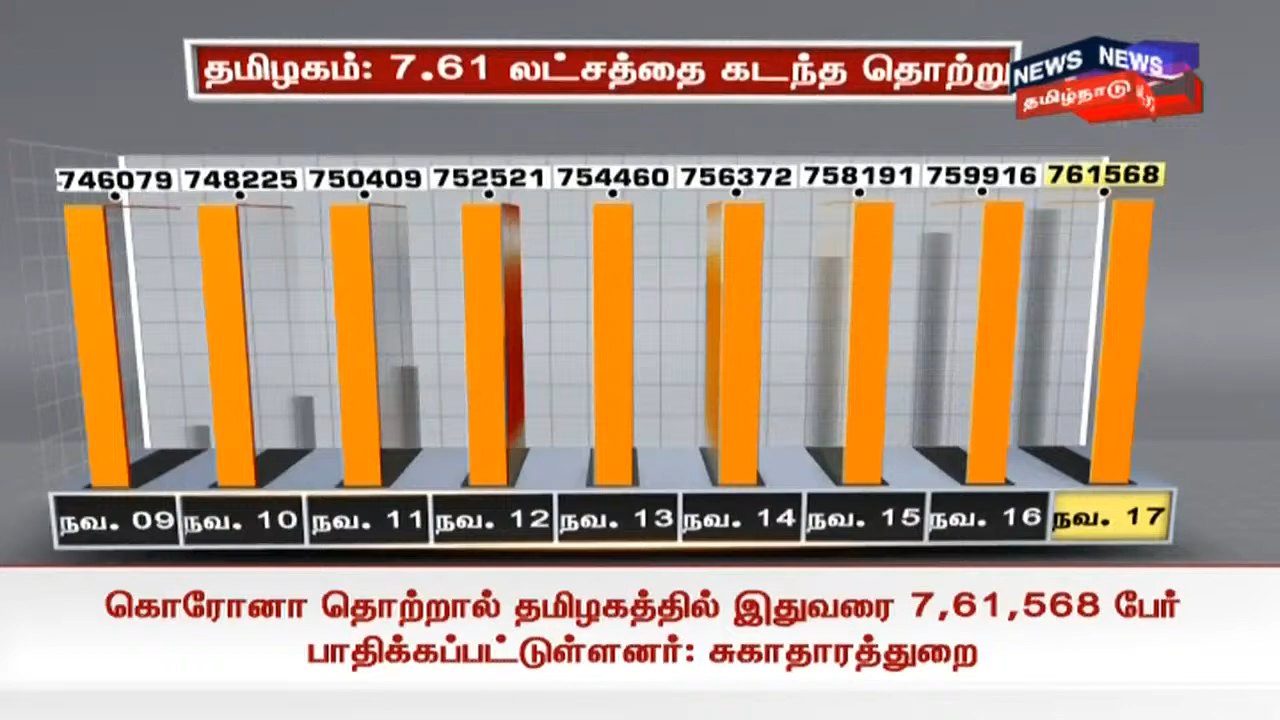 தமிழகம்: 7.61 லட்சத்தை கடந்த தொற்று
NEWS NEWS
தமிழ்நாடு
746079 748225 750409 752521 754460 756372 758191 759916 761568
நவ. 09 நவ. 10 நவ. 11 நவ. 12 நவ. 13 நவ. 14 நவ. 15 நவ. 16 நவ. 17
கொரோனா தொற்றால் தமிழகத்தில் இதுவரை 7,61,568 பேர்
பாதிக்கப்பட்டுள்ளனர்: சுகாதாரத்துறை